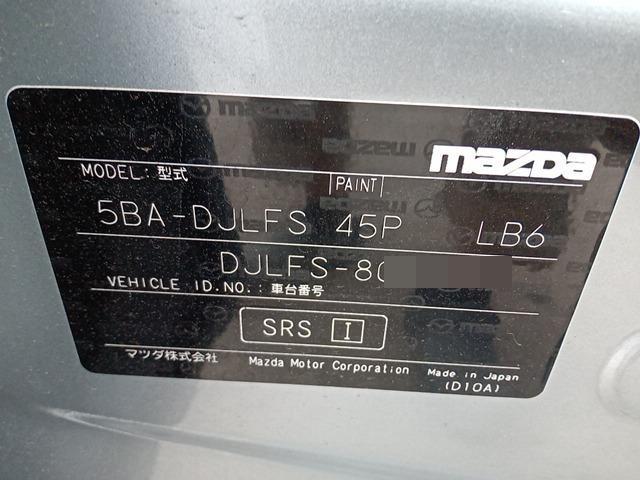 mazda
MODEL: 型式 PAINT
5BA-DJLFS 45P LB6
DJLFS-80
VEHICLE ID.NO.: 車台番号
SRS I
マツダ株式会社 Mazda Motor Corporation Made in Japan
(D10A)